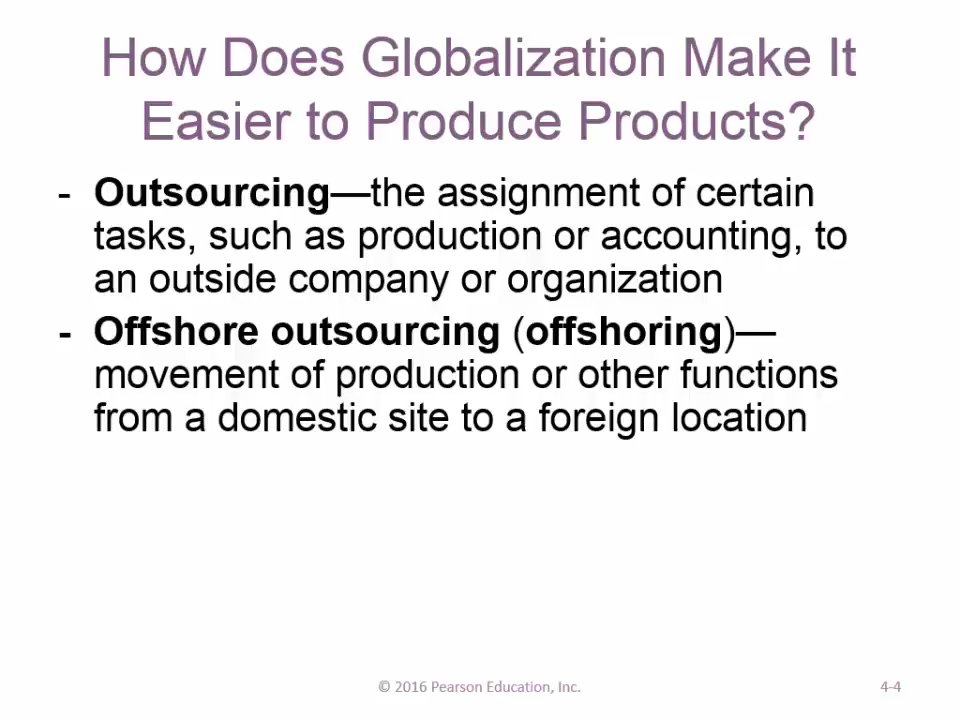 How Does Globalization Make It
Easier to Produce Products?
- Outsourcing—the assignment of certain
tasks, such as production or accounting, to
an outside company or organization
- Offshore outsourcing (offshoring)—
movement of production or other functions
from a domestic site to a foreign location
© 2016 Pearson Education, Inc.
4-4